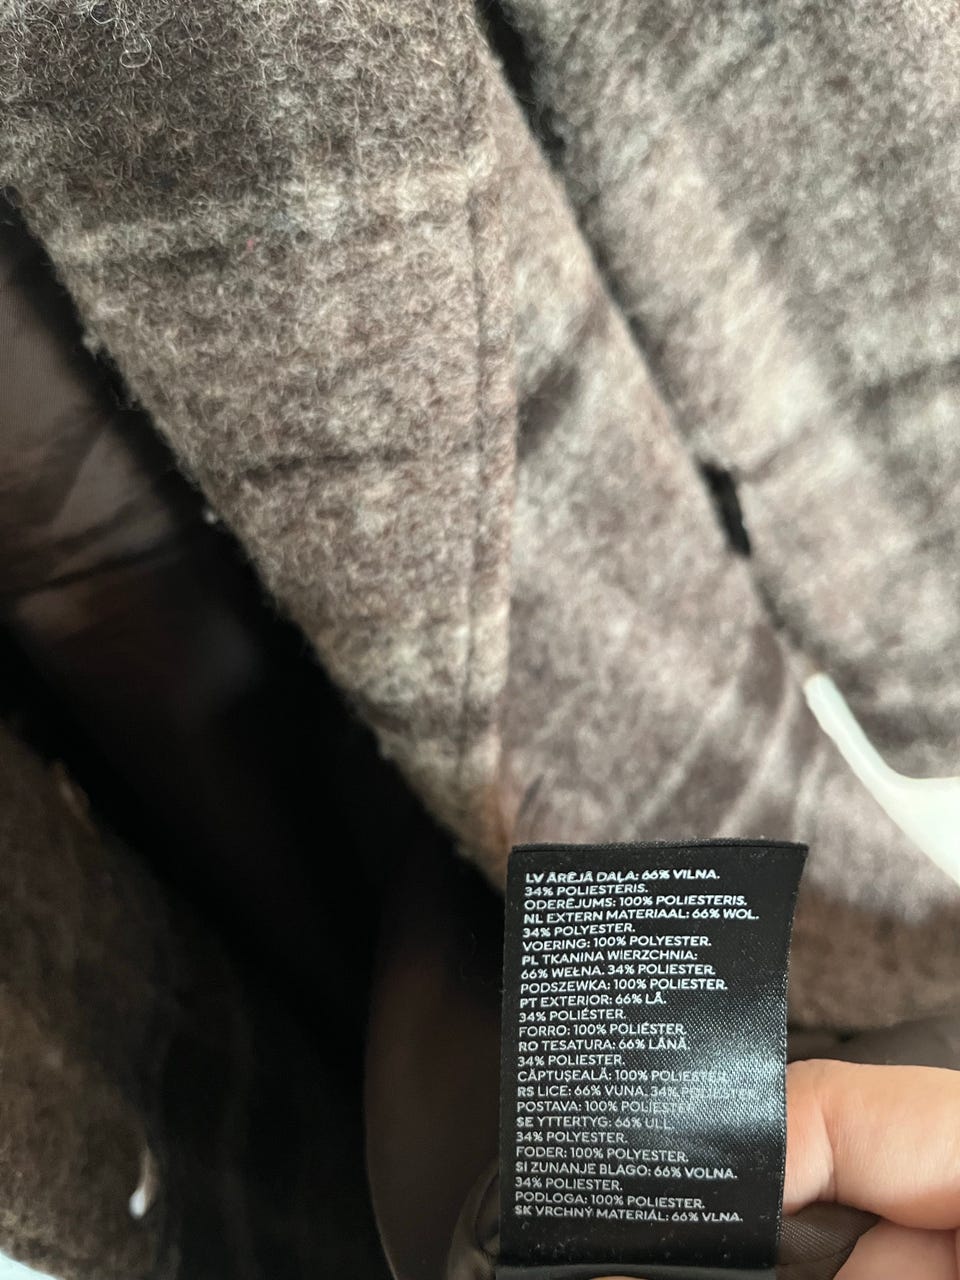 LV ĀRĒJĀ DAĻA: 66% VILNA.
34% POLIESTERIS.
ODERĒJUMS: 100% POLIESTERIS.
NL EXTERN MATERIAAL: 66% WOL.
34% POLYESTER.
VOERING: 100% POLYESTER.
PL TKANINA WIERZCHNIA:
66% WEŁNA. 34% POLIESTER.
PODSZEWKA: 100% POLIESTER.
PT EXTERIOR: 66% LÃ.
34% POLIÉSTER.
FORRO: 100% POLIÉSTER.
RO TESATURA: 66% LÂNĂ.
34% POLIESTER.
CĂPTUȘEALĂ: 100% POLIESTER.
RS LICE: 66% VUNA. 34% POLIESTER.
POSTAVA: 100% POLIESTER.
SE YTTERTYG: 66% ULL.
34% POLYESTER.
FODER: 100% POLYESTER.
SI ZUNANJE BLAGO: 66% VOLNA.
34% POLIESTER.
PODLOGA: 100% POLIESTER.
SK VRCHNÝ MATERIÁL: 66% VLNA.